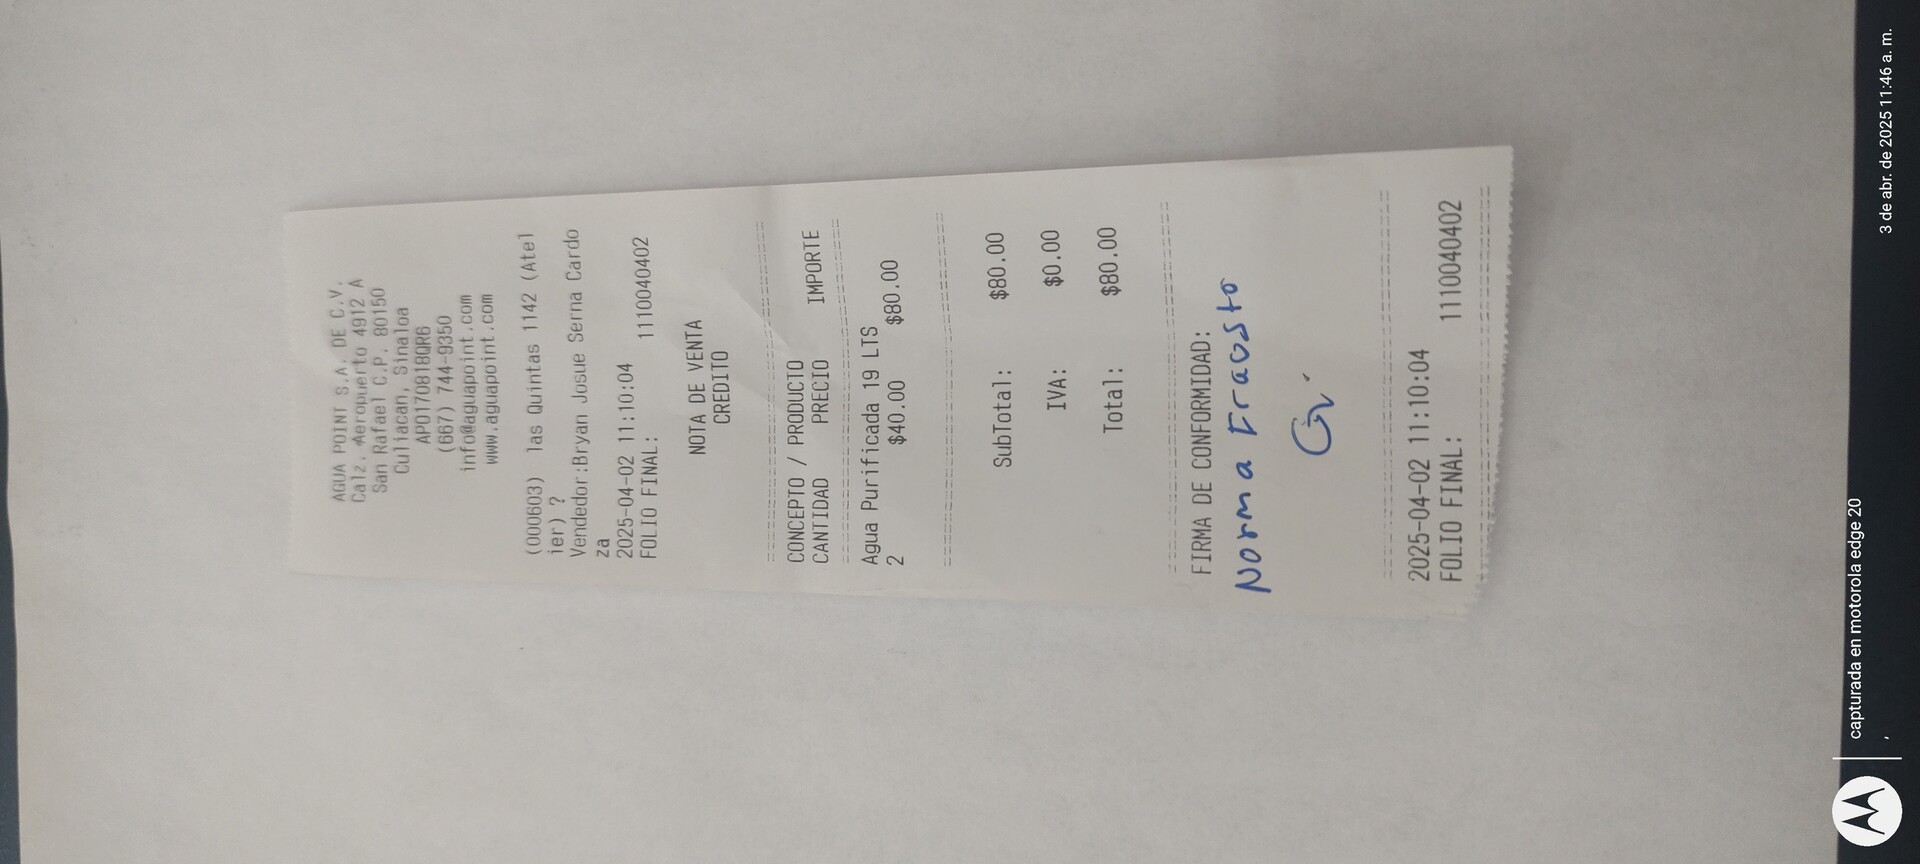 AGUA POINT S.A. DE C.V.
Calz. Aeropuerto 4912 A
San Rafael C.P. 80150
Culiacan, Sinaloa
APO170818QR6
(667) 744-9350
info@aguapoint.com
www.aguapoint.com
(000603) las Quintas 1142 (Atel
ier) ?
Vendedor:Bryan Josue Serna Cardo
za
2025-04-02 11:10:04
FOLIO FINAL: 1110040402
NOTA DE VENTA
CREDITO
CONCEPTO / PRODUCTO
CANTIDAD PRECIO IMPORTE
Agua Purificada 19 LTS
2 $40.00 $80.00
SubTotal: $80.00
IVA: $0.00
Total: $80.00
FIRMA DE CONFORMIDAD:
Norma Fragsto
2025-04-02 11:10:04
FOLIO FINAL: 1110040402
capturada en motorola edge 20
3 de abr. de 2025 11:46 a. m.